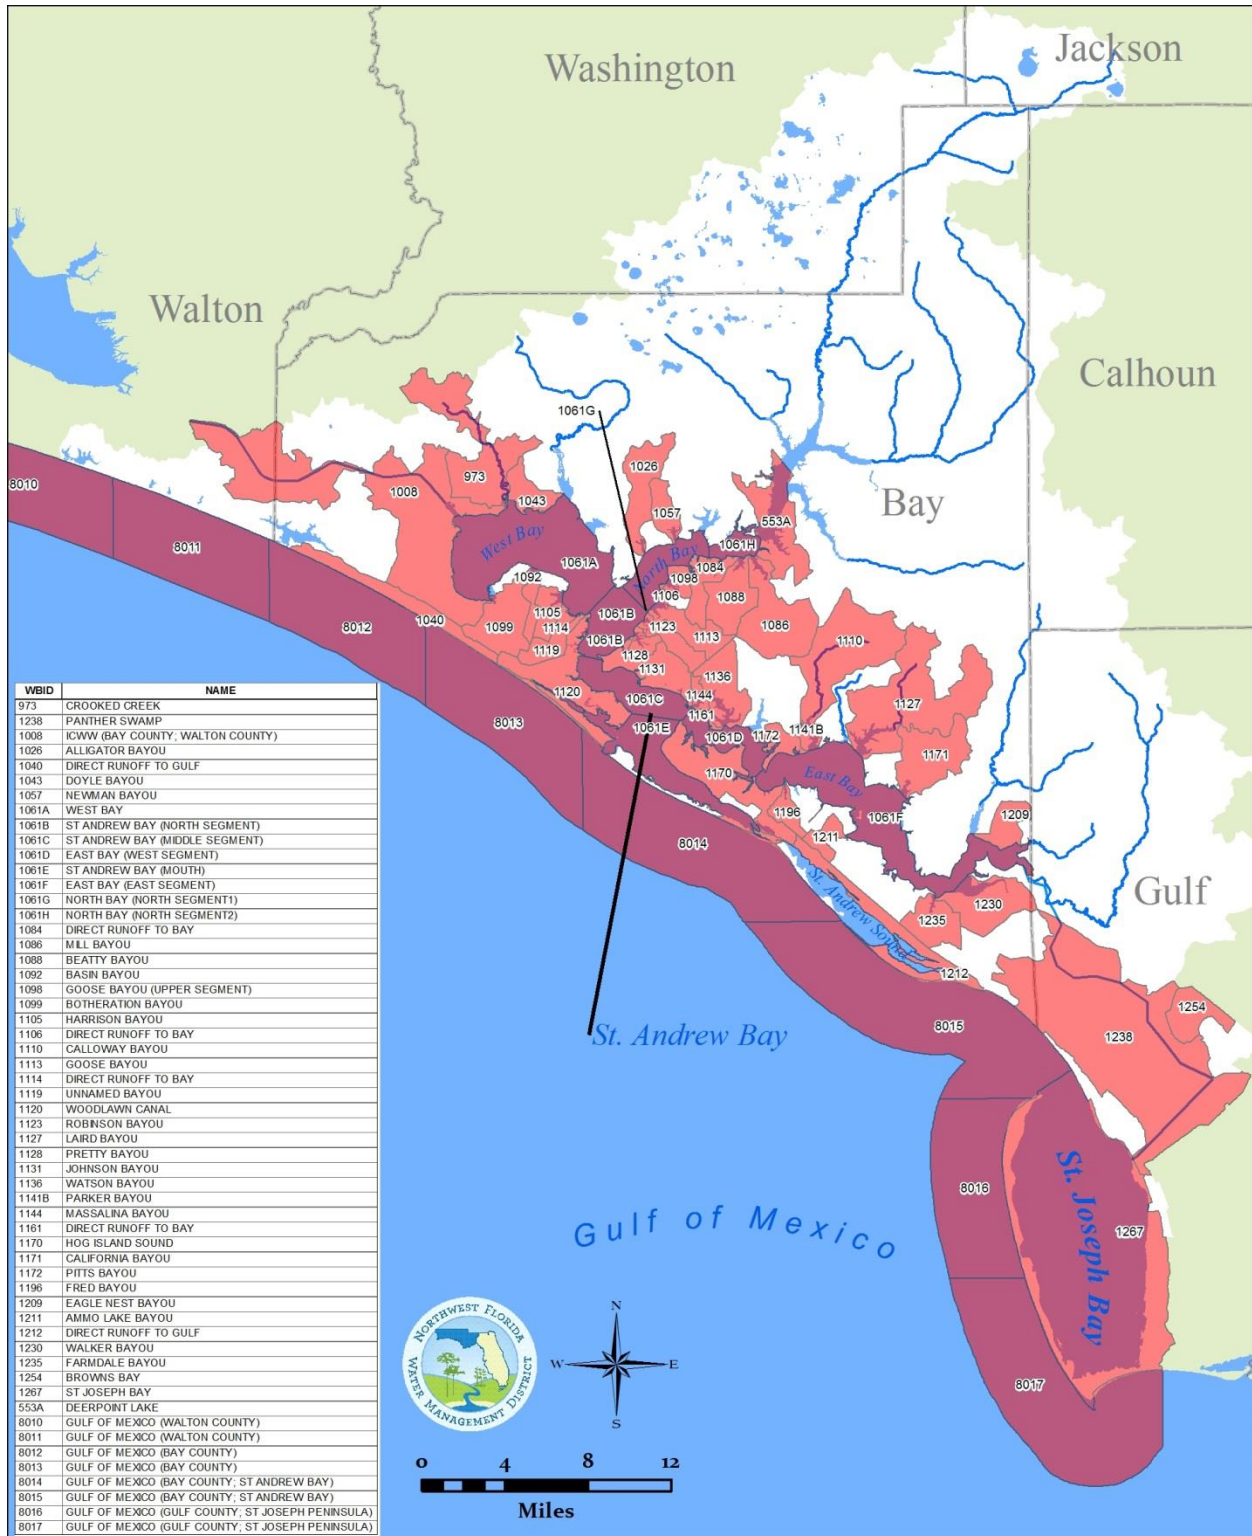 Jackson
Washington
Walton
Calhoun
1061G
1026
973
8010
1008
1043
1057
553A
Bay
8011
West Bay
1061A
North Bay
1061H
1092
1084
1098
1106
1088
1105
1061B
8012
1040
1099
1114
1123
1113
1086
1110
1061B
1119
1128
1131
1136
1120
1061C
1144
1127
8013
1061E
1161
1061D
1172
1141B
1171
1170
East Bay
1196
1061F
1209
8014
1211
Gulf
St. Andrew Sound
1235
1230
1212
1254
St. Andrew Bay
8015
1238
8016
St. Joseph Bay
1267
Gulf of Mexico
8017
WBID NAME
973 CROOKED CREEK
1238 PANTHER SWAMP
1008 ICWW (BAY COUNTY; WALTON COUNTY)
1026 ALLIGATOR BAYOU
1040 DIRECT RUNOFF TO GULF
1043 DOYLE BAYOU
1057 NEWMAN BAYOU
1061A WEST BAY
1061B ST ANDREW BAY (NORTH SEGMENT)
1061C ST ANDREW BAY (MIDDLE SEGMENT)
1061D EAST BAY (WEST SEGMENT)
1061E ST ANDREW BAY (MOUTH)
1061F EAST BAY (EAST SEGMENT)
1061G NORTH BAY (NORTH SEGMENT1)
1061H NORTH BAY (NORTH SEGMENT2)
1084 DIRECT RUNOFF TO BAY
1086 MILL BAYOU
1088 BEATTY BAYOU
1092 BASIN BAYOU
1098 GOOSE BAYOU (UPPER SEGMENT)
1099 BOTHERATION BAYOU
1105 HARRISON BAYOU
1106 DIRECT RUNOFF TO BAY
1110 CALLOWAY BAYOU
1113 GOOSE BAYOU
1114 DIRECT RUNOFF TO BAY
1119 UNNAMED BAYOU
1120 WOODLAWN CANAL
1123 ROBINSON BAYOU
1127 LAIRD BAYOU
1128 PRETTY BAYOU
1131 JOHNSON BAYOU
1136 WATSON BAYOU
1141B PARKER BAYOU
1144 MASSALINA BAYOU
1161 DIRECT RUNOFF TO BAY
1170 HOG ISLAND SOUND
1171 CALIFORNIA BAYOU
1172 PITTS BAYOU
1196 FRED BAYOU
1209 EAGLE NEST BAYOU
1211 AMMO LAKE BAYOU
1212 DIRECT RUNOFF TO GULF
1230 WALKER BAYOU
1235 FARMDALE BAYOU
1254 BROWNS BAY
1267 ST JOSEPH BAY
553A DEERPOINT LAKE
8010 GULF OF MEXICO (WALTON COUNTY)
8011 GULF OF MEXICO (WALTON COUNTY)
8012 GULF OF MEXICO (BAY COUNTY)
8013 GULF OF MEXICO (BAY COUNTY)
8014 GULF OF MEXICO (BAY COUNTY; ST ANDREW BAY)
8015 GULF OF MEXICO (BAY COUNTY; ST ANDREW BAY)
8016 GULF OF MEXICO (GULF COUNTY; ST JOSEPH PENINSULA)
8017 GULF OF MEXICO (GULF COUNTY; ST JOSEPH PENINSULA)
NORTHWEST FLORIDA
WATER MANAGEMENT DISTRICT
N
W E
S
0 4 8 12
Miles